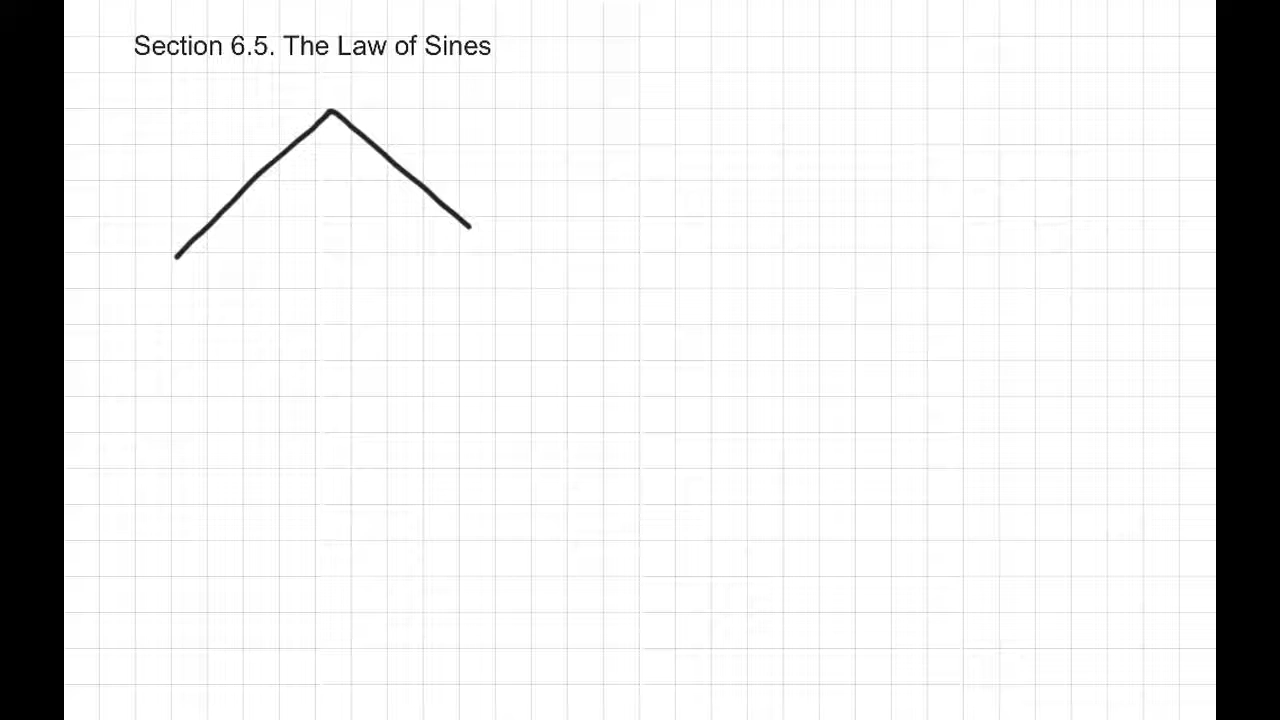 Section 6.5. The Law of Sines